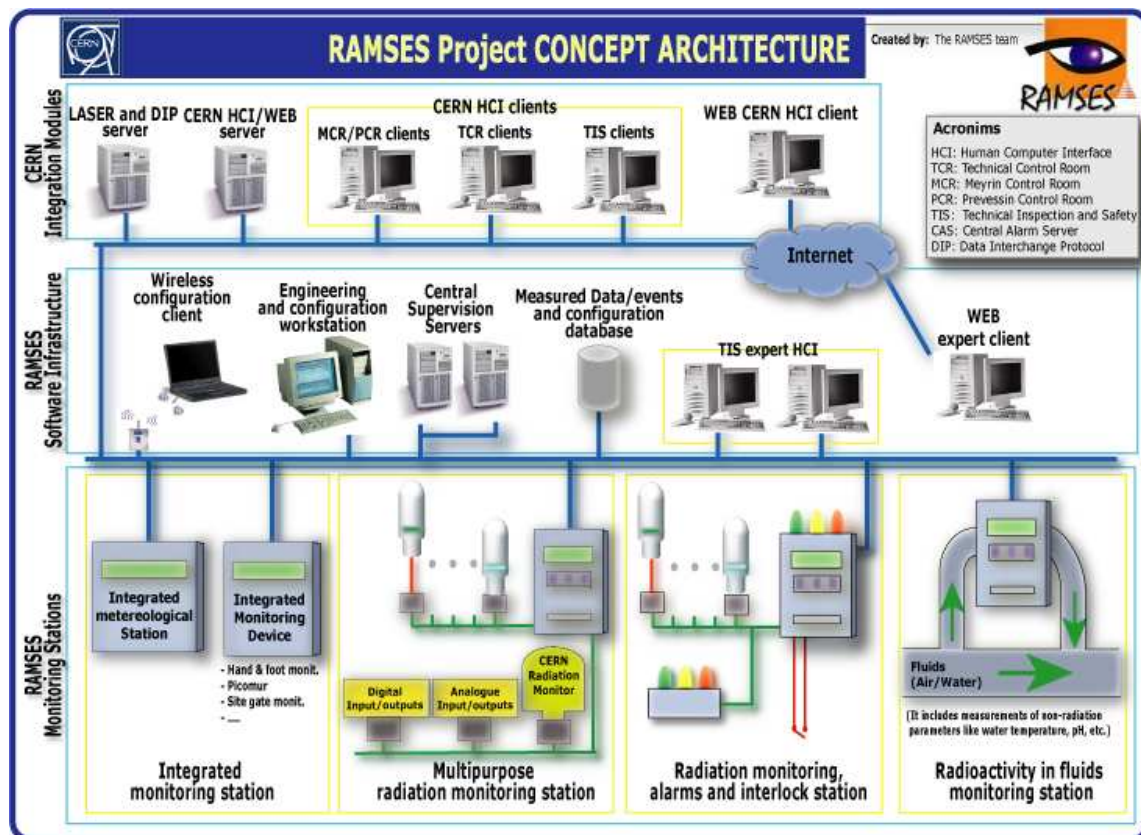 CERN
RAMSES Project CONCEPT ARCHITECTURE
Created by: The RAMSES team
RAMSES
Acronims
HCI: Human Computer Interface
TCR: Technical Control Room
MCR: Meyrin Control Room
PCR: Prevessin Control Room
TIS: Technical Inspection and Safety
CAS: Central Alarm Server
DIP: Data Interchange Protocol
CERN
Integration Modules
LASER and DIP
server
CERN HCI/WEB
server
CERN HCI clients
MCR/PCR clients
TCR clients
TIS clients
WEB CERN HCI client
Internet
RAMSES
Software Infrastructure
Wireless
configuration
client
Engineering
and configuration
workstation
Central
Supervision
Servers
Measured Data/events
and configuration
database
TIS expert HCI
WEB
expert client
RAMSES
Monitoring Stations
Integrated
metereological
Station
Integrated
Monitoring
Device
- Hand & foot monit.
- Picomur
- Site gate monit.
- ....
Integrated
monitoring station
Digital
Input/outputs
Analogue
Input/outputs
CERN
Radiation
Monitor
Multipurpose
radiation monitoring station
Radiation monitoring,
alarms and interlock station
Fluids
(Air/Water)
(It includes measurements of non-radiation
parameters like water temperature, pH, etc.)
Radioactivity in fluids
monitoring station